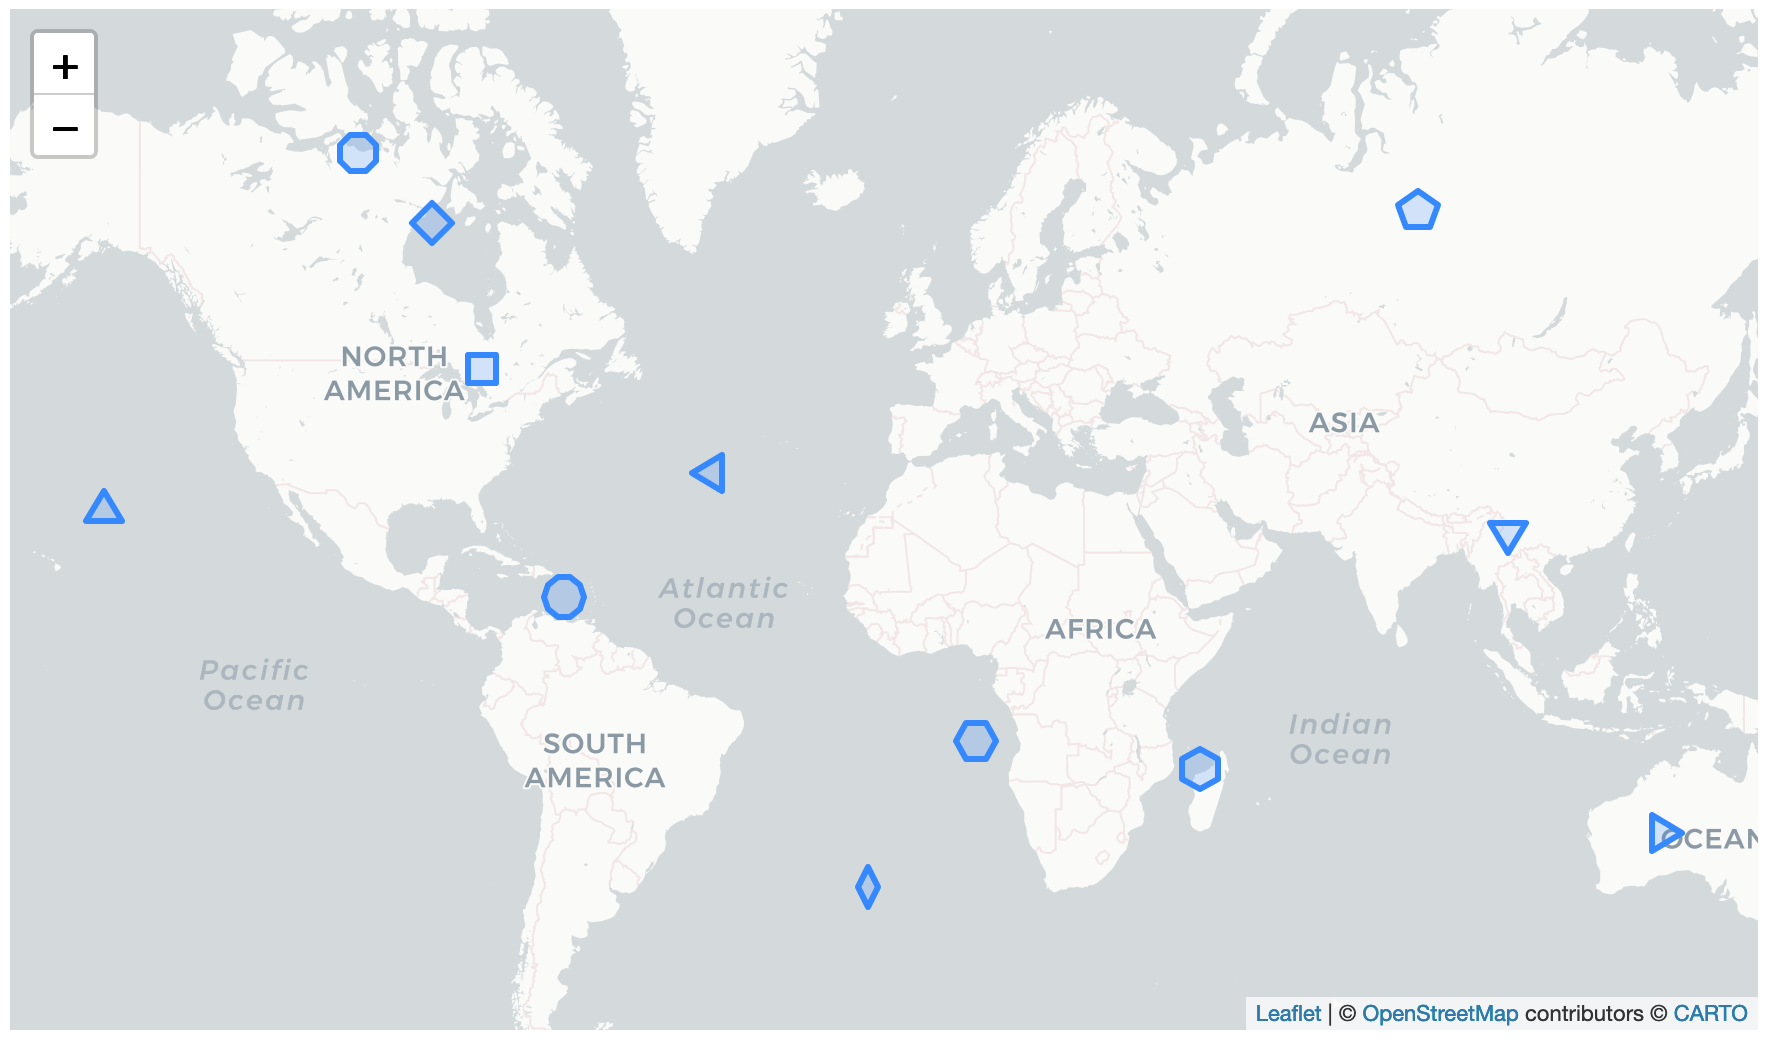 +
−
NORTH
AMERICA
ASIA
Atlantic
Ocean
AFRICA
Pacific
Ocean
SOUTH
AMERICA
Indian
Ocean
OCEAN
Leaflet | © OpenStreetMap contributors © CARTO